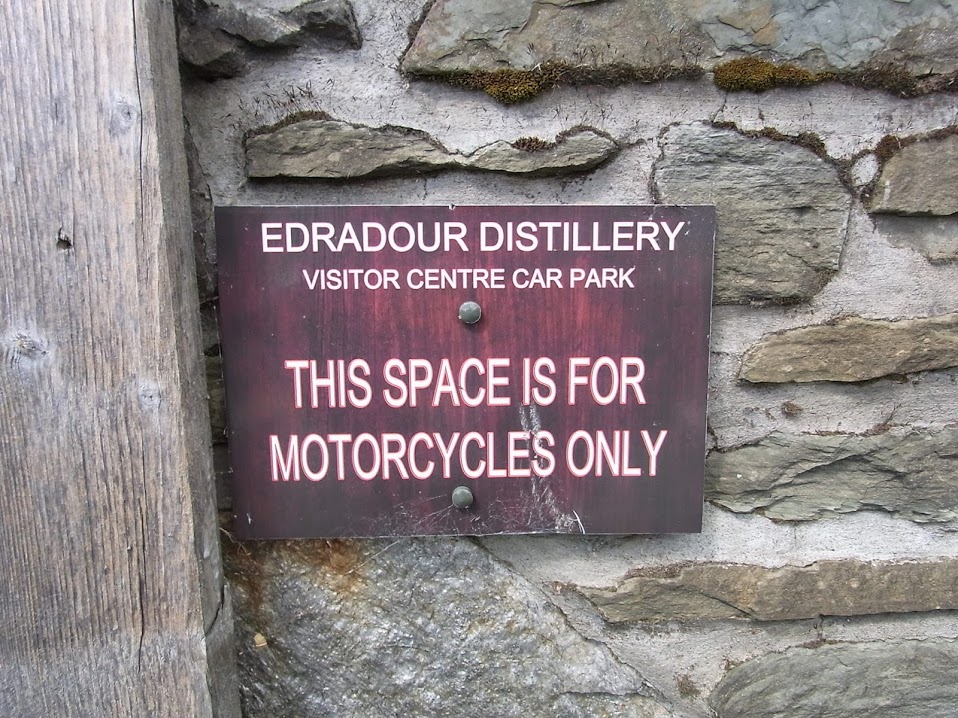 EDRADOUR DISTILLERY
VISITOR CENTRE CAR PARK
THIS SPACE IS FOR
MOTORCYCLES ONLY